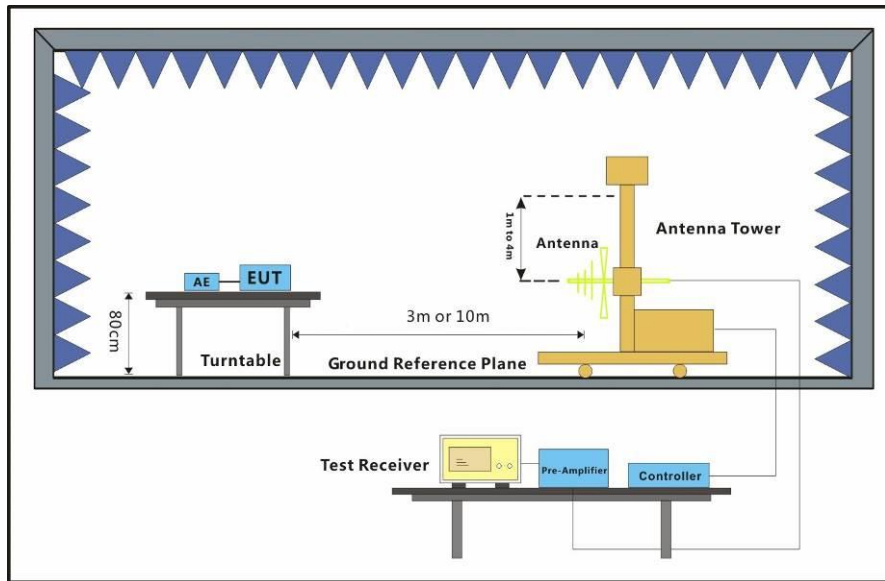 1m to 4m
Antenna
Antenna Tower
AE
EUT
80cm
3m or 10m
Turntable
Ground Reference Plane
Test Receiver
Pre-Amplifier
Controller